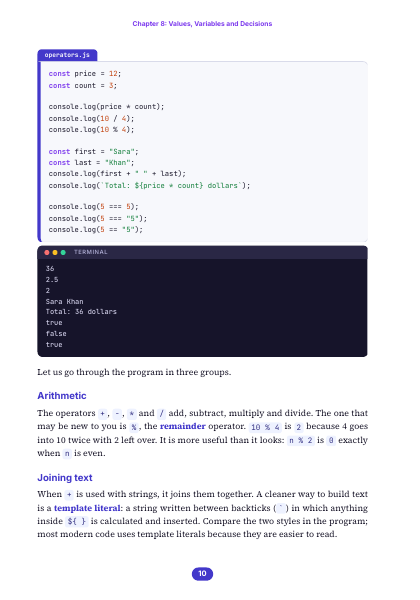 Chapter 8: Values, Variables and Decisions
operators.js
const price = 12;
const count = 3;
console.log(price * count);
console.log(10 / 4);
console.log(10 % 4);
const first = "Sara";
const last = "Khan";
console.log(first + " " + last);
console.log(`Total: ${price * count} dollars`);
console.log(5 === 5);
console.log(5 === "5");
console.log(5 == "5");
TERMINAL
36
2.5
2
Sara Khan
Total: 36 dollars
true
false
true
Let us go through the program in three groups.
Arithmetic
The operators +, -, * and / add, subtract, multiply and divide. The one that
may be new to you is %, the remainder operator. 10 % 4 is 2 because 4 goes
into 10 twice with 2 left over. It is more useful than it looks: n % 2 is 0 exactly
when n is even.
Joining text
When + is used with strings, it joins them together. A cleaner way to build text
is a template literal: a string written between backticks ( ` ) in which anything
inside ${ } is calculated and inserted. Compare the two styles in the program;
most modern code uses template literals because they are easier to read.
10